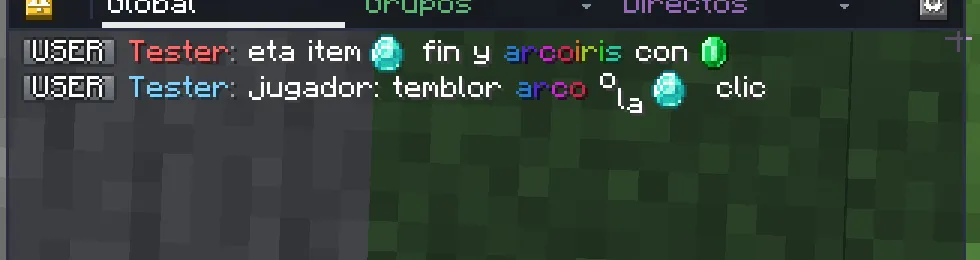 Global Grupos Directos
USER Tester: eta item fin y arcoiris con
USER Tester: jugador: temblor arco ola clic